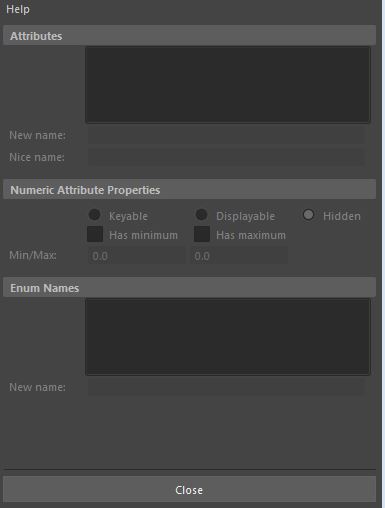 Help
Attributes
New name:
Nice name:
Numeric Attribute Properties
Keyable Displayable Hidden
Has minimum Has maximum
Min/Max: 0.0 0.0
Enum Names
New name:
Close